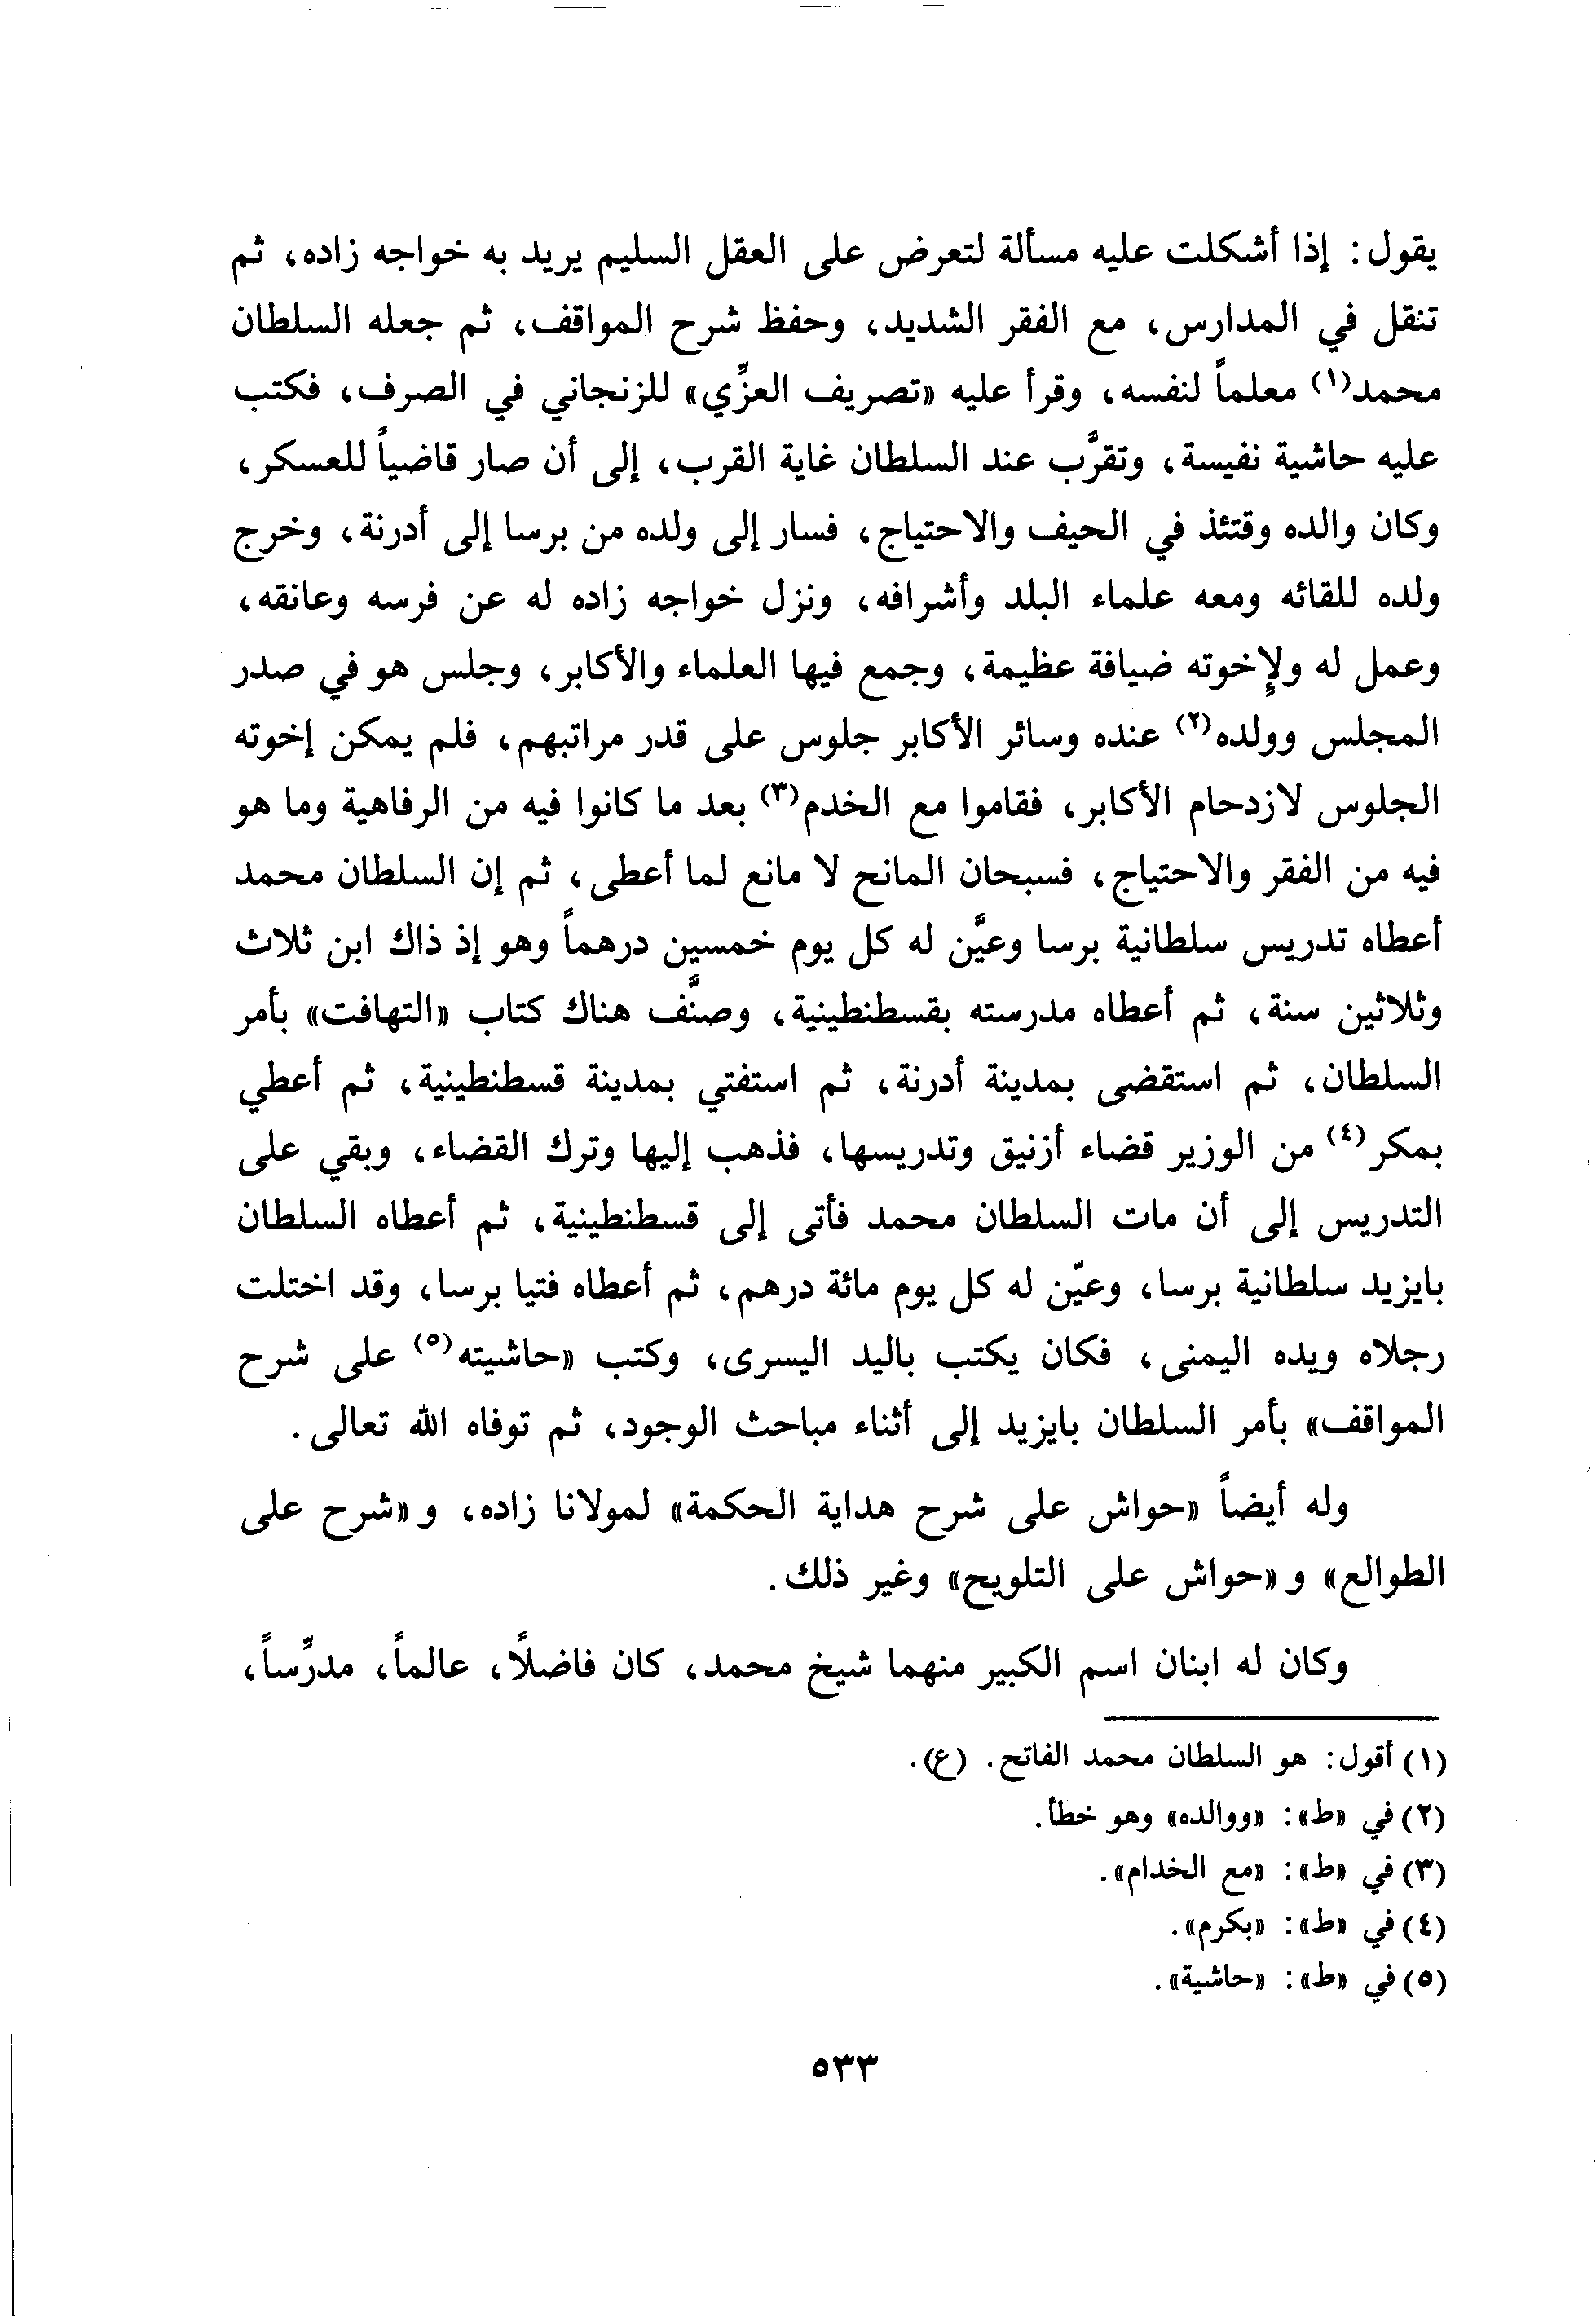 يقول: إذا أشكلت عليه مسألة لتعرض على العقل السليم يريد به خواجه زاده، ثم
تنقل في المدارس، مع الفقر الشديد، وحفظ شرح المواقف، ثم جعله السلطان
محمد(١) معلماً لنفسه، وقرأ عليه «تصريف العزِّي» للزنجاني في الصرف، فكتب
عليه حاشية نفيسة، وتقرَّب عند السلطان غاية القرب، إلى أن صار قاضياً للعسكر،
وكان والده وقتئذ في الحيف والاحتياج، فسار إلى ولده من برسا إلى أدرنة، وخرج
ولده للقائه ومعه علماء البلد وأشرافه، ونزل خواجه زاده له عن فرسه وعانقه،
وعمل له ولإخوته ضيافة عظيمة، وجمع فيها العلماء والأكابر، وجلس هو في صدر
المجلس وولده(٢) عنده وسائر الأكابر جلوس على قدر مراتبهم، فلم يمكن إخوته
الجلوس لازدحام الأكابر، فقاموا مع الخدم(٣) بعد ما كانوا فيه من الرفاهية وما هو
فيه من الفقر والاحتياج، فسبحان المانح لا مانع لما أعطى، ثم إن السلطان محمد
أعطاه تدريس سلطانية برسا وعيَّن له كل يوم خمسين درهماً وهو إذ ذاك ابن ثلاث
وثلاثين سنة، ثم أعطاه مدرسته بقسطنطينية، وصنَّف هناك كتاب «التهافت» بأمر
السلطان، ثم استقضى بمدينة أدرنة، ثم استفتي بمدينة قسطنطينية، ثم أعطي
بمكر(٤) من الوزير قضاء أزنيق وتدريسها، فذهب إليها وترك القضاء، وبقي على
التدريس إلى أن مات السلطان محمد فأتى إلى قسطنطينية، ثم أعطاه السلطان
بايزيد سلطانية برسا، وعيّن له كل يوم مائة درهم، ثم أعطاه فتيا برسا، وقد اختلت
رجلاه ويده اليمنى، فكان يكتب باليد اليسرى، وكتب «حاشيته(٥) على شرح
المواقف» بأمر السلطان بايزيد إلى أثناء مباحث الوجود، ثم توفاه الله تعالى.
وله أيضاً «حواش على شرح هداية الحكمة» لمولانا زاده، و«شرح على
الطوالع» و«حواش على التلويح» وغير ذلك.
وكان له ابنان اسم الكبير منهما شيخ محمد، كان فاضلًا، عالماً، مدرِّساً،
(١) أقول: هو السلطان محمد الفاتح. (ع).
(٢) في «ط»: «ووالده» وهو خطأ.
(٣) في «ط»: «مع الخدام».
(٤) في «ط»: «بكرم».
(٥) في «ط»: «حاشية».
٥٣٣